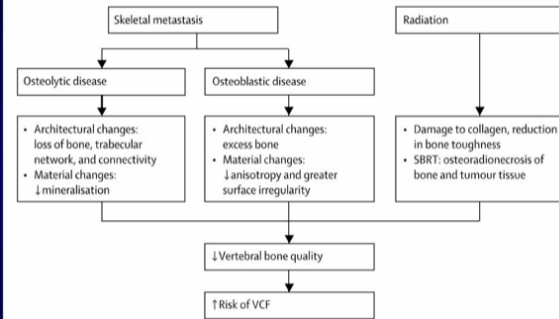 Skeletal metastasis
Radiation
Osteolytic disease
Osteoblastic disease
• Architectural changes:
loss of bone, trabecular
network, and connectivity
• Material changes:
↓mineralisation
• Architectural changes:
excess bone
• Material changes:
↓anisotropy and greater
surface irregularity
• Damage to collagen, reduction
in bone toughness
• SBRT: osteoradionecrosis of
bone and tumour tissue
↓Vertebral bone quality
↑Risk of VCF